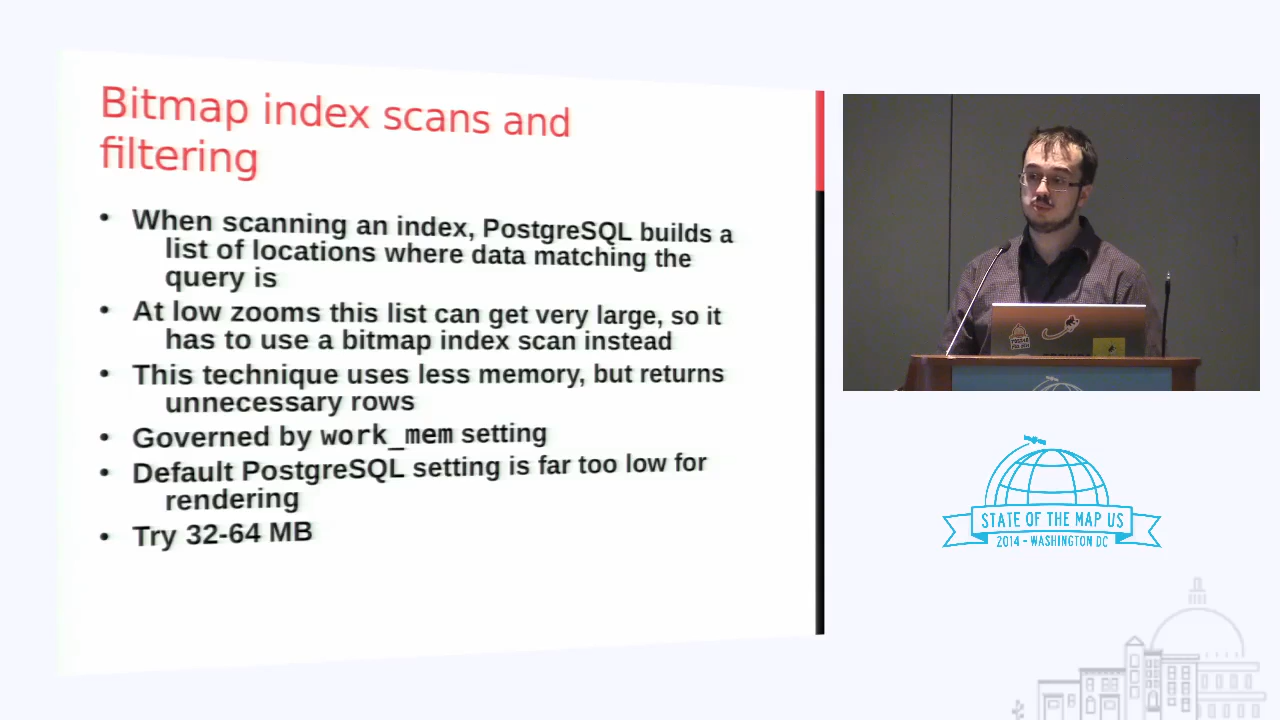 Bitmap index scans and
filtering
• When scanning an index, PostgreSQL builds a
list of locations where data matching the
query is
• At low zooms this list can get very large, so it
has to use a bitmap index scan instead
• This technique uses less memory, but returns
unnecessary rows
• Governed by work_mem setting
• Default PostgreSQL setting is far too low for
rendering
• Try 32-64 MB
STATE OF THE MAP US
2014 - WASHINGTON DC